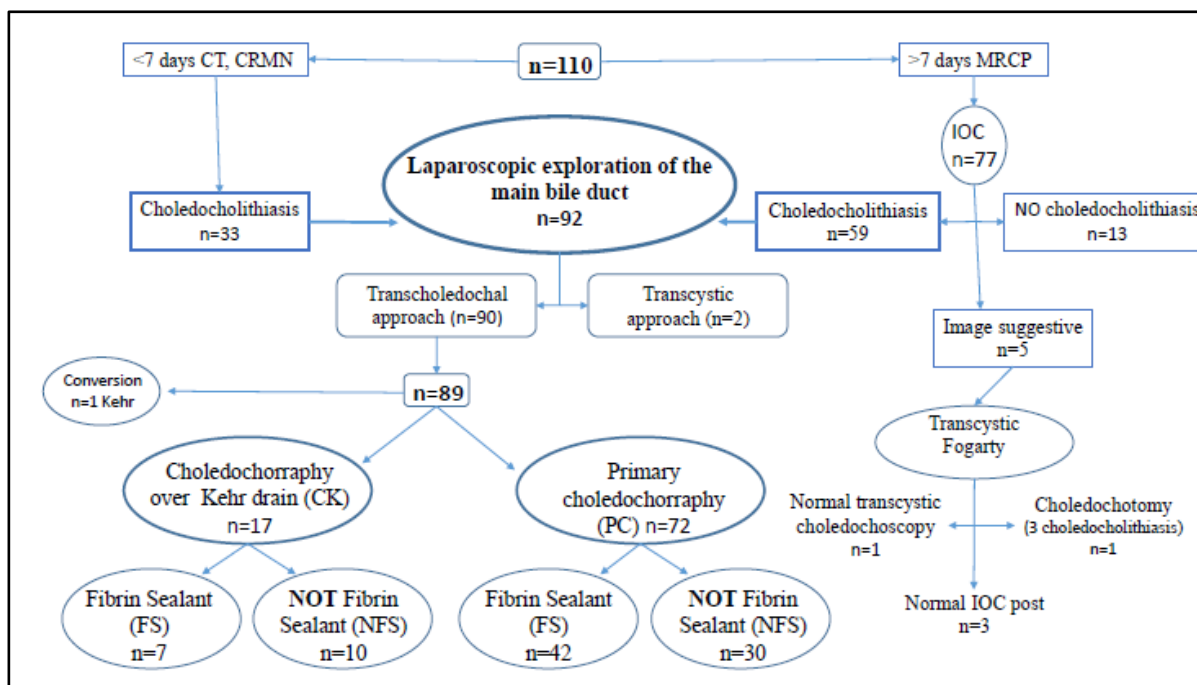 <7 days CT, CRMN
n=110
>7 days MRCP
IOC
n=77
Laparoscopic exploration of the
main bile duct
n=92
Choledocholithiasis
n=33
Choledocholithiasis
n=59
NO choledocholithiasis
n=13
Transcholedochal
approach (n=90)
Transcystic
approach (n=2)
Image suggestive
n=5
Conversion
n=1 Kehr
n=89
Transcystic
Fogarty
Choledochorraphy
over Kehr drain (CK)
n=17
Primary
choledochorraphy
(PC) n=72
Normal transcystic
choledochoscopy
n=1
Choledochotomy
(3 choledocholithiasis)
n=1
Fibrin Sealant
(FS)
n=7
NOT Fibrin
Sealant (NFS)
n=10
Fibrin Sealant
(FS)
n=42
NOT Fibrin
Sealant (NFS)
n=30
Normal IOC post
n=3